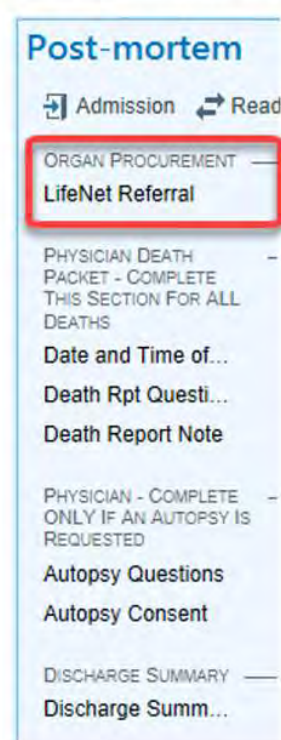 Post-mortem
Admission Read
ORGAN PROCUREMENT
LifeNet Referral
PHYSICIAN DEATH
PACKET - COMPLETE
THIS SECTION FOR ALL
DEATHS
Date and Time of...
Death Rpt Questi...
Death Report Note
PHYSICIAN - COMPLETE
ONLY IF AN AUTOPSY IS
REQUESTED
Autopsy Questions
Autopsy Consent
DISCHARGE SUMMARY
Discharge Summ...